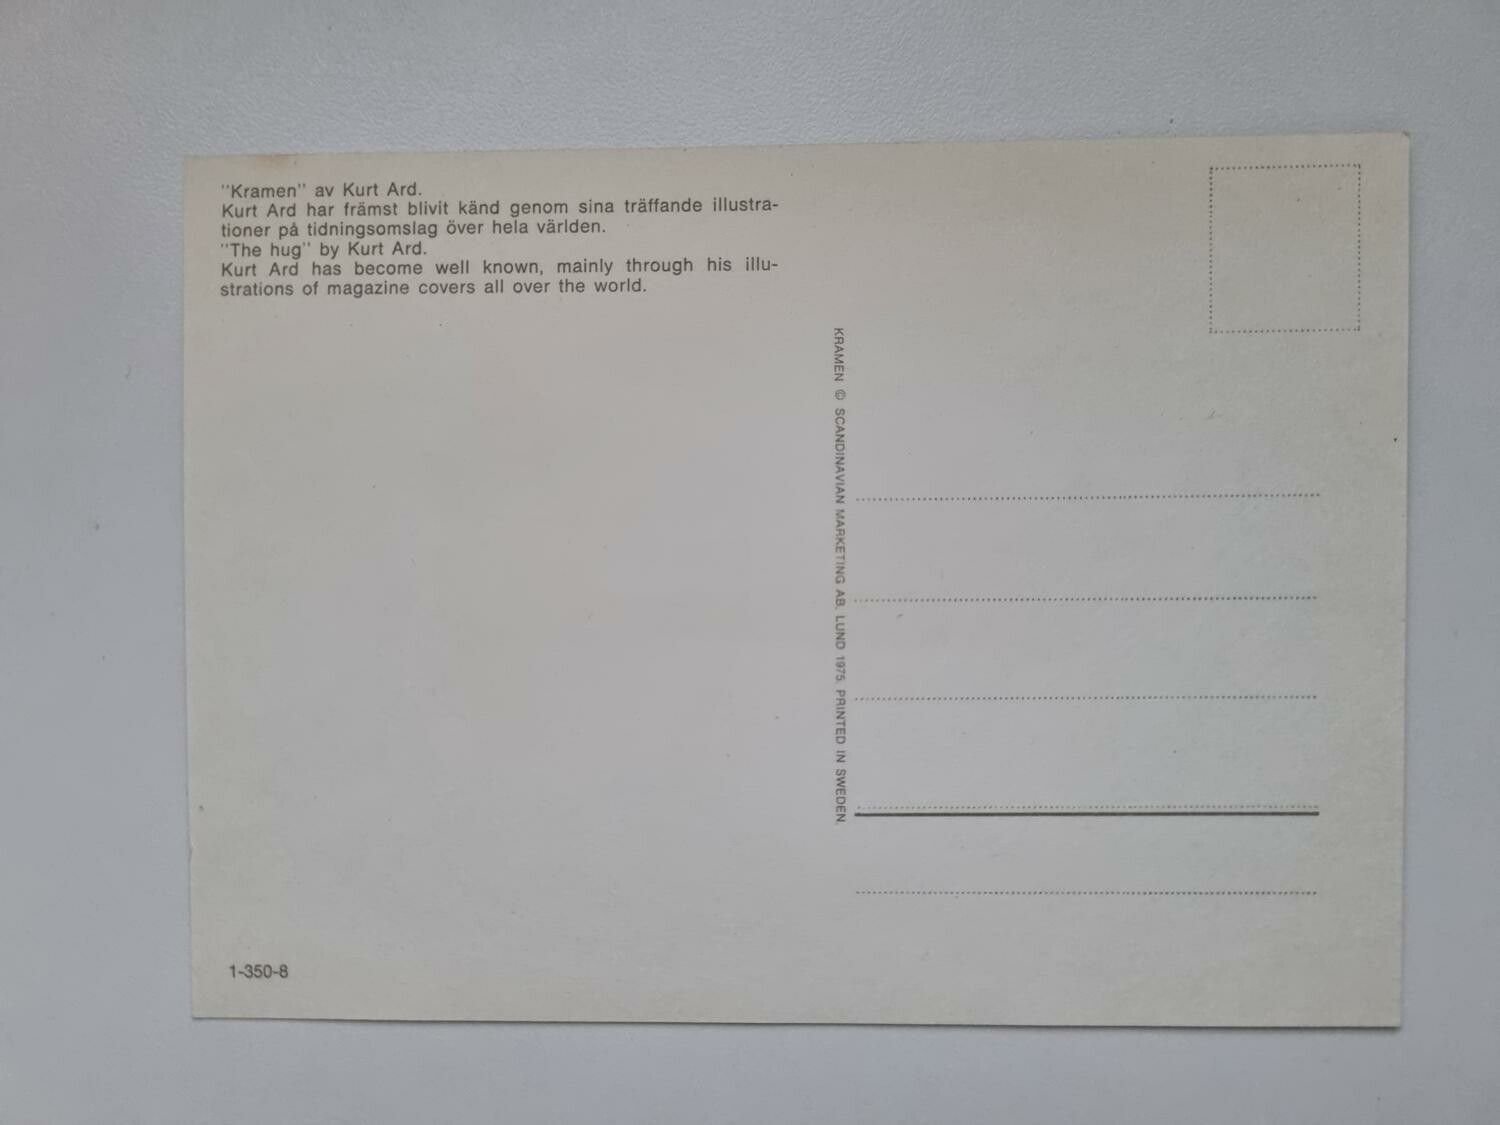 "Kramen" av Kurt Ard.
Kurt Ard har främst blivit känd genom sina träffande illustra-
tioner på tidningsomslag över hela världen.
"The hug" by Kurt Ard.
Kurt Ard has become well known, mainly through his illu-
strations of magazine covers all over the world.
KRAMEN © SCANDINAVIAN MARKETING AB. LUND 1975. PRINTED IN SWEDEN.
1-350-8